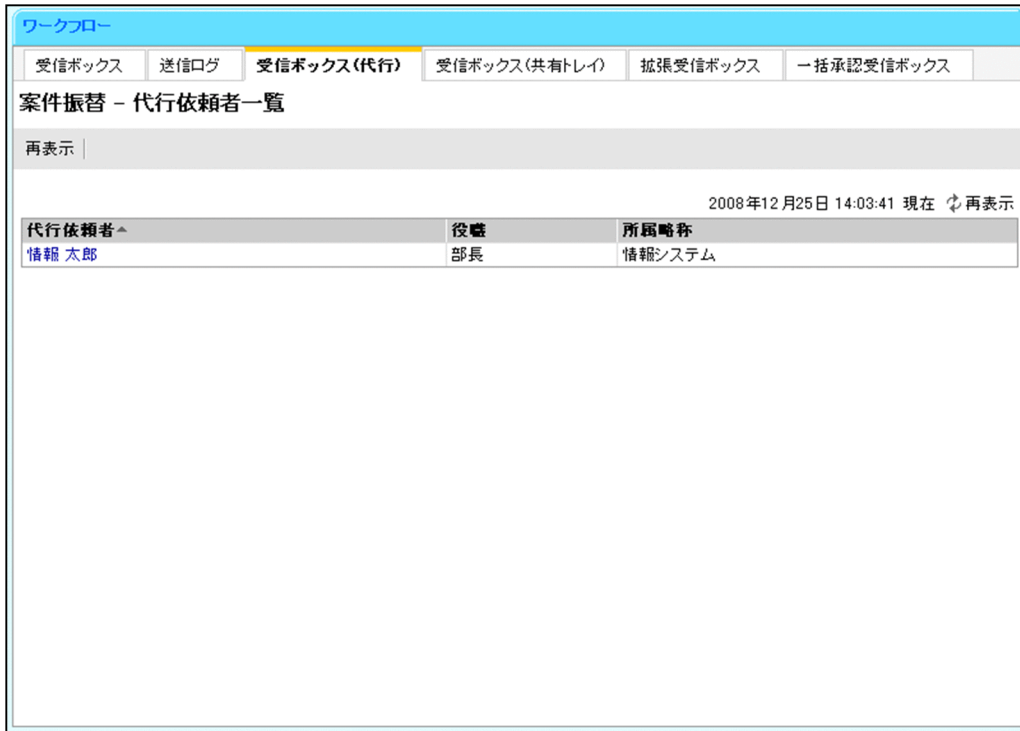 ワークフロー
受信ボックス 送信ログ 受信ボックス(代行) 受信ボックス(共有トレイ) 拡張受信ボックス 一括承認受信ボックス
案件振替 – 代行依頼者一覧
再表示
2008年12月25日 14:03:41 現在 再表示
代行依頼者 役職 所属略称
情報 太郎 部長 情報システム